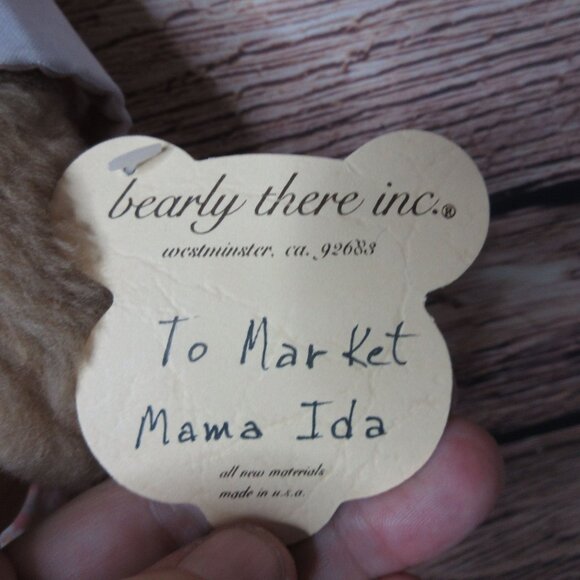 bearly there inc.®
westminster, ca. 92683
To Market
Mama Ida
all new materials
made in u.s.a.